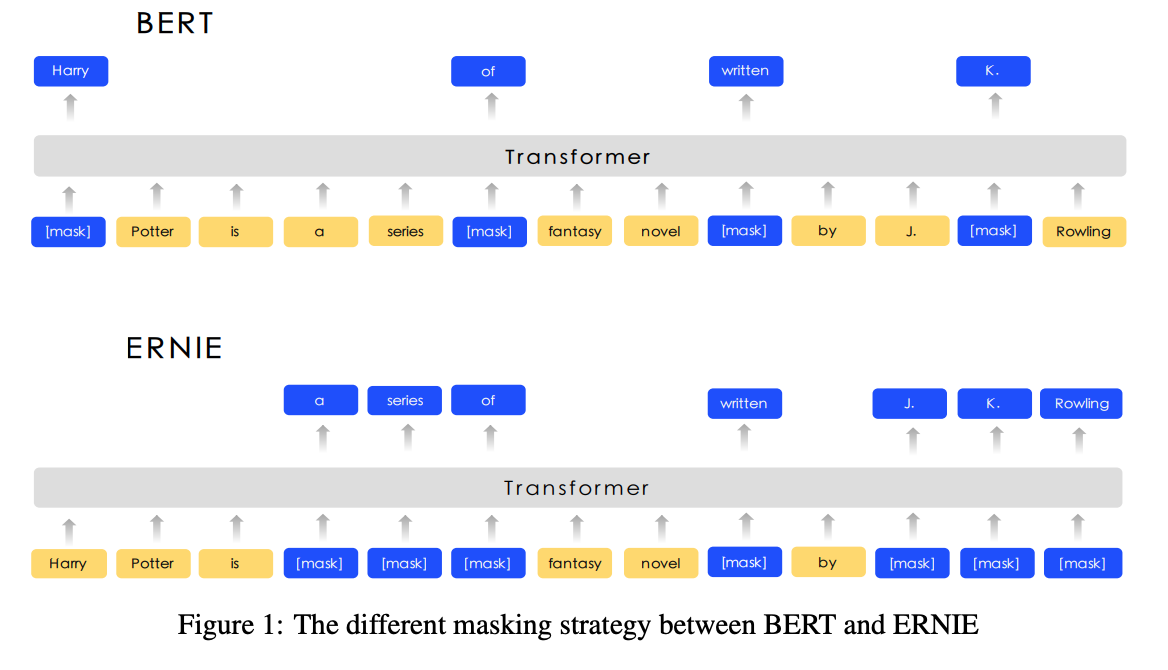 BERT
Harry of written K.
Transformer
[mask] Potter is a series [mask] fantasy novel [mask] by J. [mask] Rowling
ERNIE
a series of written J. K. Rowling
Transformer
Harry Potter is [mask] [mask] [mask] fantasy novel [mask] by [mask] [mask] [mask]
Figure 1: The different masking strategy between BERT and ERNIE